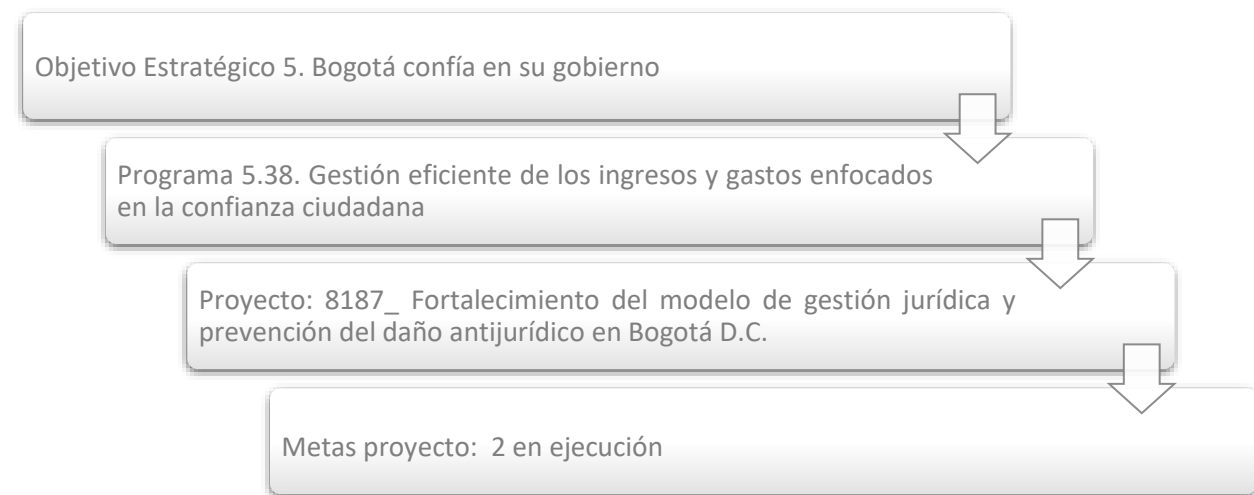 Objetivo Estratégico 5. Bogotá confía en su gobierno
Programa 5.38. Gestión eficiente de los ingresos y gastos enfocados
en la confianza ciudadana
Proyecto: 8187_ Fortalecimiento del modelo de gestión jurídica y
prevención del daño antijurídico en Bogotá D.C.
Metas proyecto: 2 en ejecución